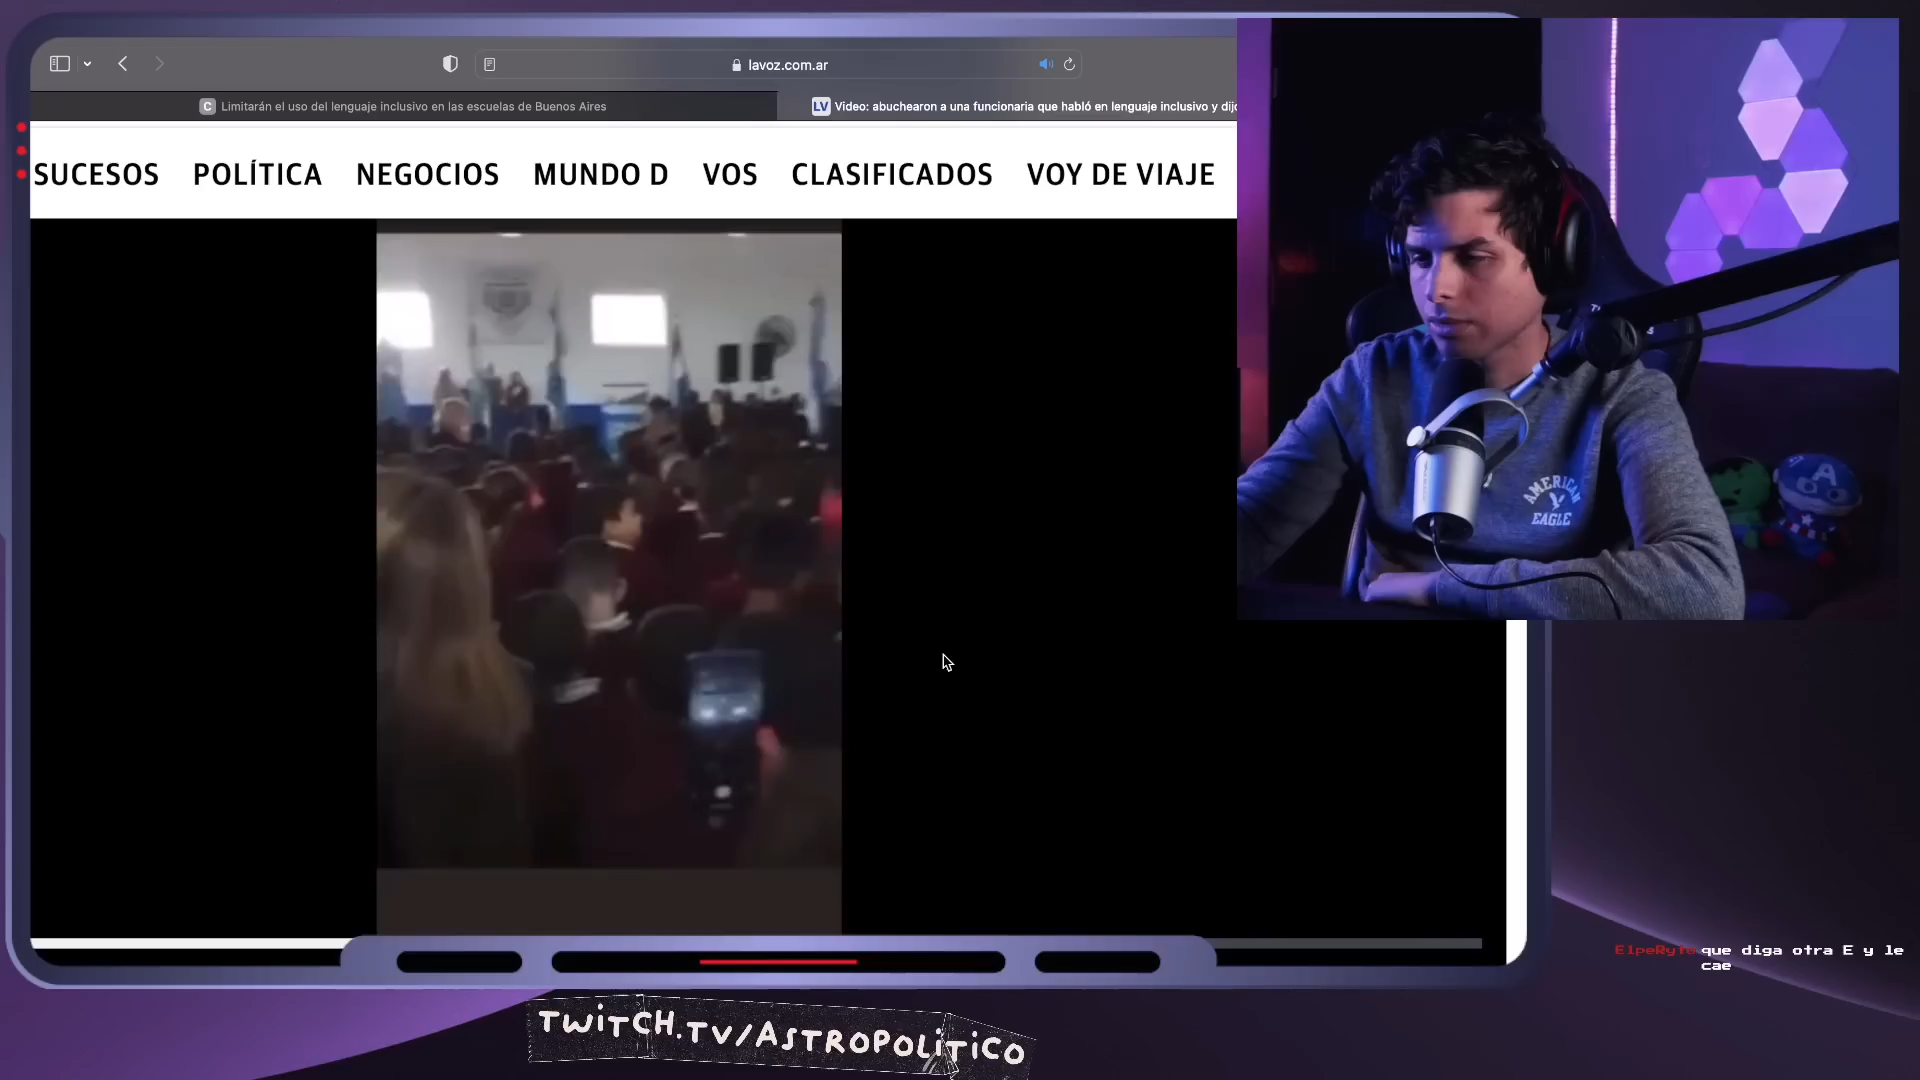 lavoz.com.ar
C Limitarán el uso del lenguaje inclusivo en las escuelas de Buenos Aires
LV Video: abuchearon a una funcionaria que habló en lenguaje inclusivo y dijo
SUCESOS POLÍTICA NEGOCIOS MUNDO D VOS CLASIFICADOS VOY DE VIAJE
A
AMERICAN
EAGLE
que diga otra E y le
cae
TWITCH.TV/ASTROPOLITICO